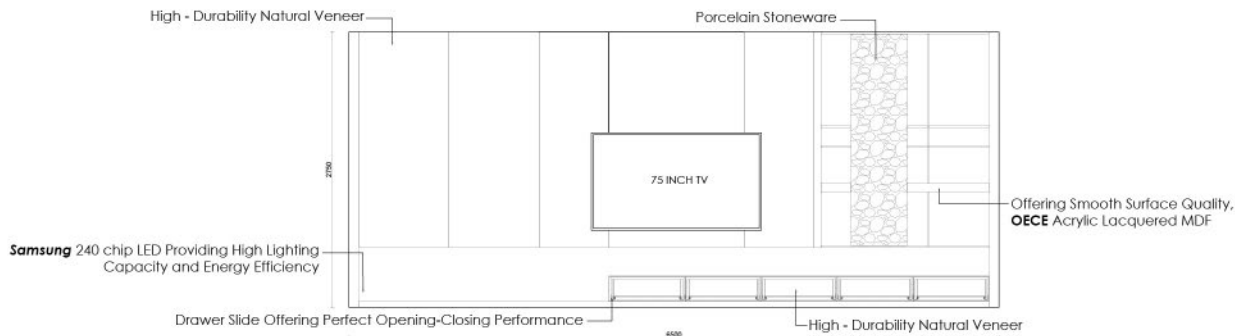 High - Durability Natural Veneer
Porcelain Stoneware
2750
75 INCH TV
Offering Smooth Surface Quality,
OECE Acrylic Lacquered MDF
Samsung 240 chip LED Providing High Lighting
Capacity and Energy Efficiency
Drawer Slide Offering Perfect Opening-Closing Performance
High - Durability Natural Veneer
6500